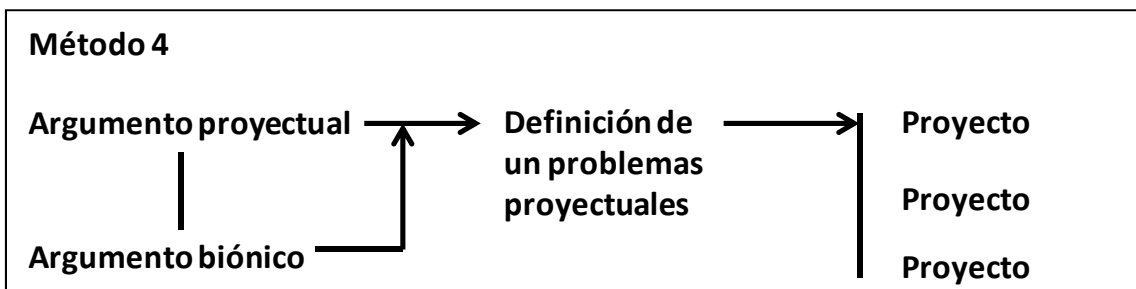 Método 4
Argumento proyectual
Definición de
un problemas
proyectuales
Proyecto
Proyecto
Argumento biónico
Proyecto